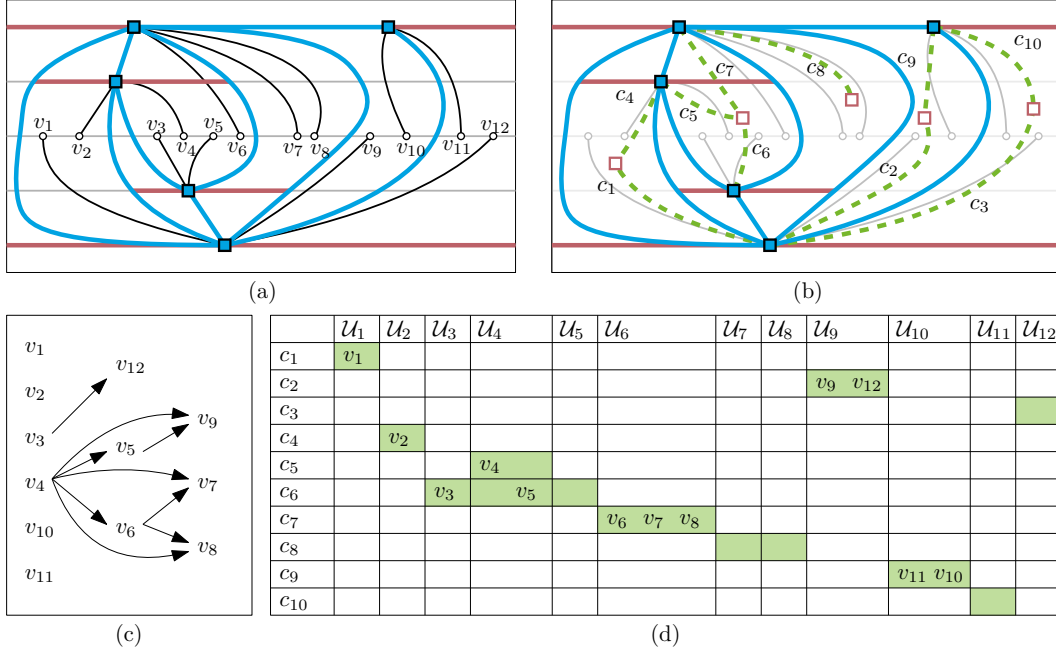 v1 v2 v3 v4 v5 v6 v7 v8 v9 v10 v11 v12
(a)
c1 c2 c3 c4 c5 c6 c7 c8 c9 c10
(b)
v1
v12
v2
v9
v3
v5
v4
v7
v10
v6
v8
v11
(c)
𝒰1 𝒰2 𝒰3 𝒰4 𝒰5 𝒰6 𝒰7 𝒰8 𝒰9 𝒰10 𝒰11 𝒰12
c1 v1
c2 v9 v12
c3
c4 v2
c5 v4
c6 v3 v5
c7 v6 v7 v8
c8
c9 v11 v10
c10
(d)